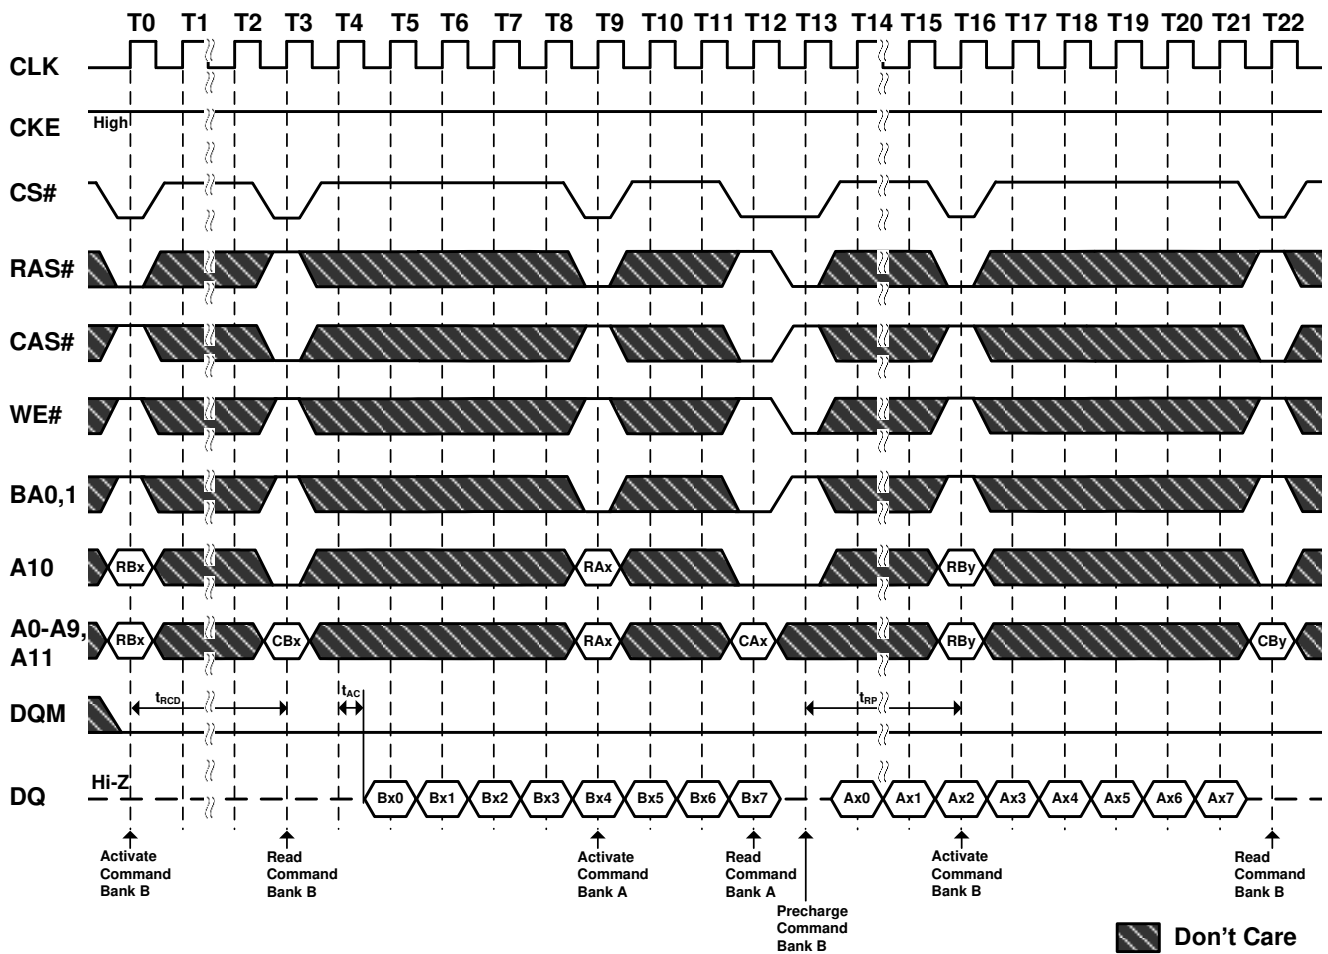 T0 T1 T2 T3 T4 T5 T6 T7 T8 T9 T10 T11 T12 T13 T14 T15 T16 T17 T18 T19 T20 T21 T22
CLK
CKE High
CS#
RAS#
CAS#
WE#
BA0,1
A10 RBx RAx RBy
A0-A9,
A11 RBx CBx RAx CAx RBy CBy
DQM tRCD tAC tRP
DQ Hi-Z Bx0 Bx1 Bx2 Bx3 Bx4 Bx5 Bx6 Bx7 Ax0 Ax1 Ax2 Ax3 Ax4 Ax5 Ax6 Ax7
Activate
Command
Bank B
Read
Command
Bank B
Activate
Command
Bank A
Read
Command
Bank A
Precharge
Command
Bank B
Activate
Command
Bank B
Read
Command
Bank B
Don't Care